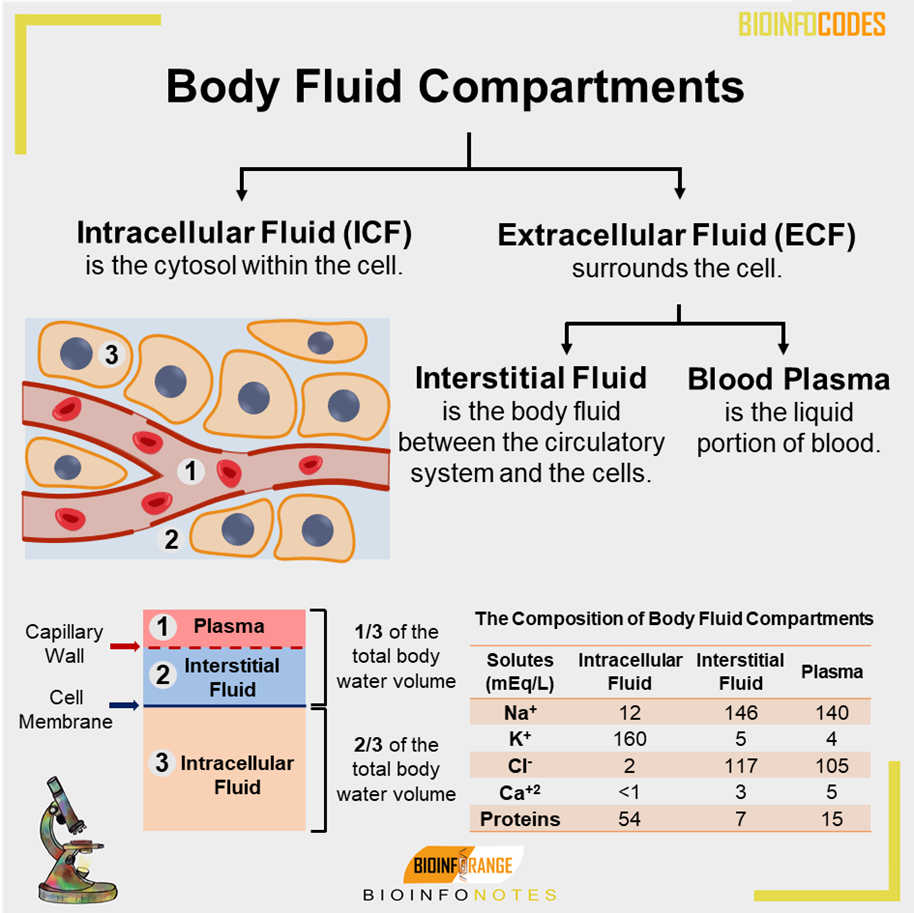 BIOINFOCODES
Body Fluid Compartments
Intracellular Fluid (ICF)
is the cytosol within the cell.
Extracellular Fluid (ECF)
surrounds the cell.
Interstitial Fluid
is the body fluid
between the circulatory
system and the cells.
Blood Plasma
is the liquid
portion of blood.
3
1
2
Capillary
Wall
Cell
Membrane
1 Plasma
2 Interstitial
Fluid
3 Intracellular
Fluid
1/3 of the
total body
water volume
2/3 of the
total body
water volume
The Composition of Body Fluid Compartments
Solutes (mEq/L) Intracellular Fluid Interstitial Fluid Plasma
Na+ 12 146 140
K+ 160 5 4
Cl- 2 117 105
Ca+2 <1 3 5
Proteins 54 7 15
BIOINFORANGE
BIOINFONOTES